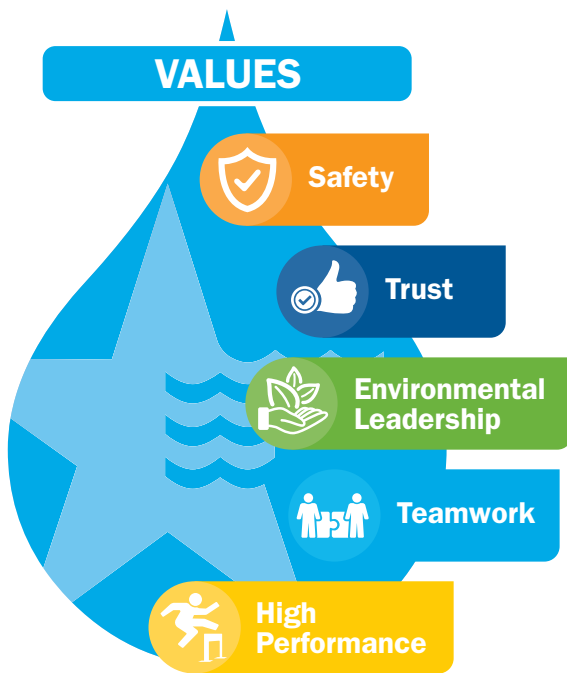 VALUES
Safety
Trust
Environmental
Leadership
Teamwork
High
Performance